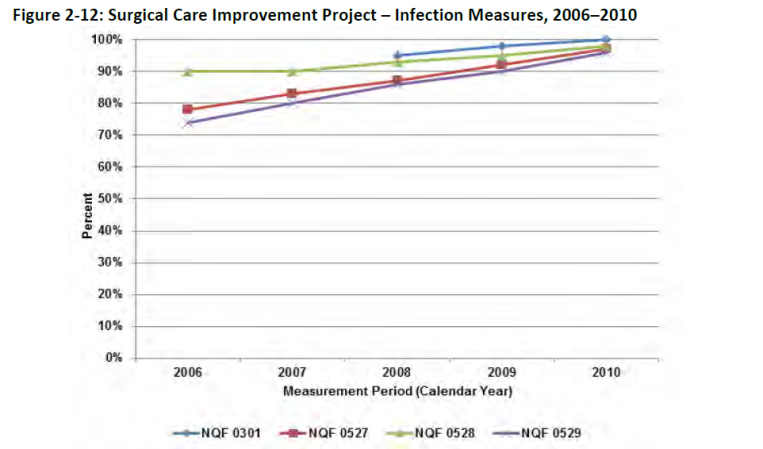 Figure 2-12: Surgical Care Improvement Project – Infection Measures, 2006–2010
100%
90%
80%
70%
60%
50%
40%
30%
20%
10%
0%
Percent
2006 2007 2008 2009 2010
Measurement Period (Calendar Year)
NQF 0301 NQF 0527 NQF 0528 NQF 0529